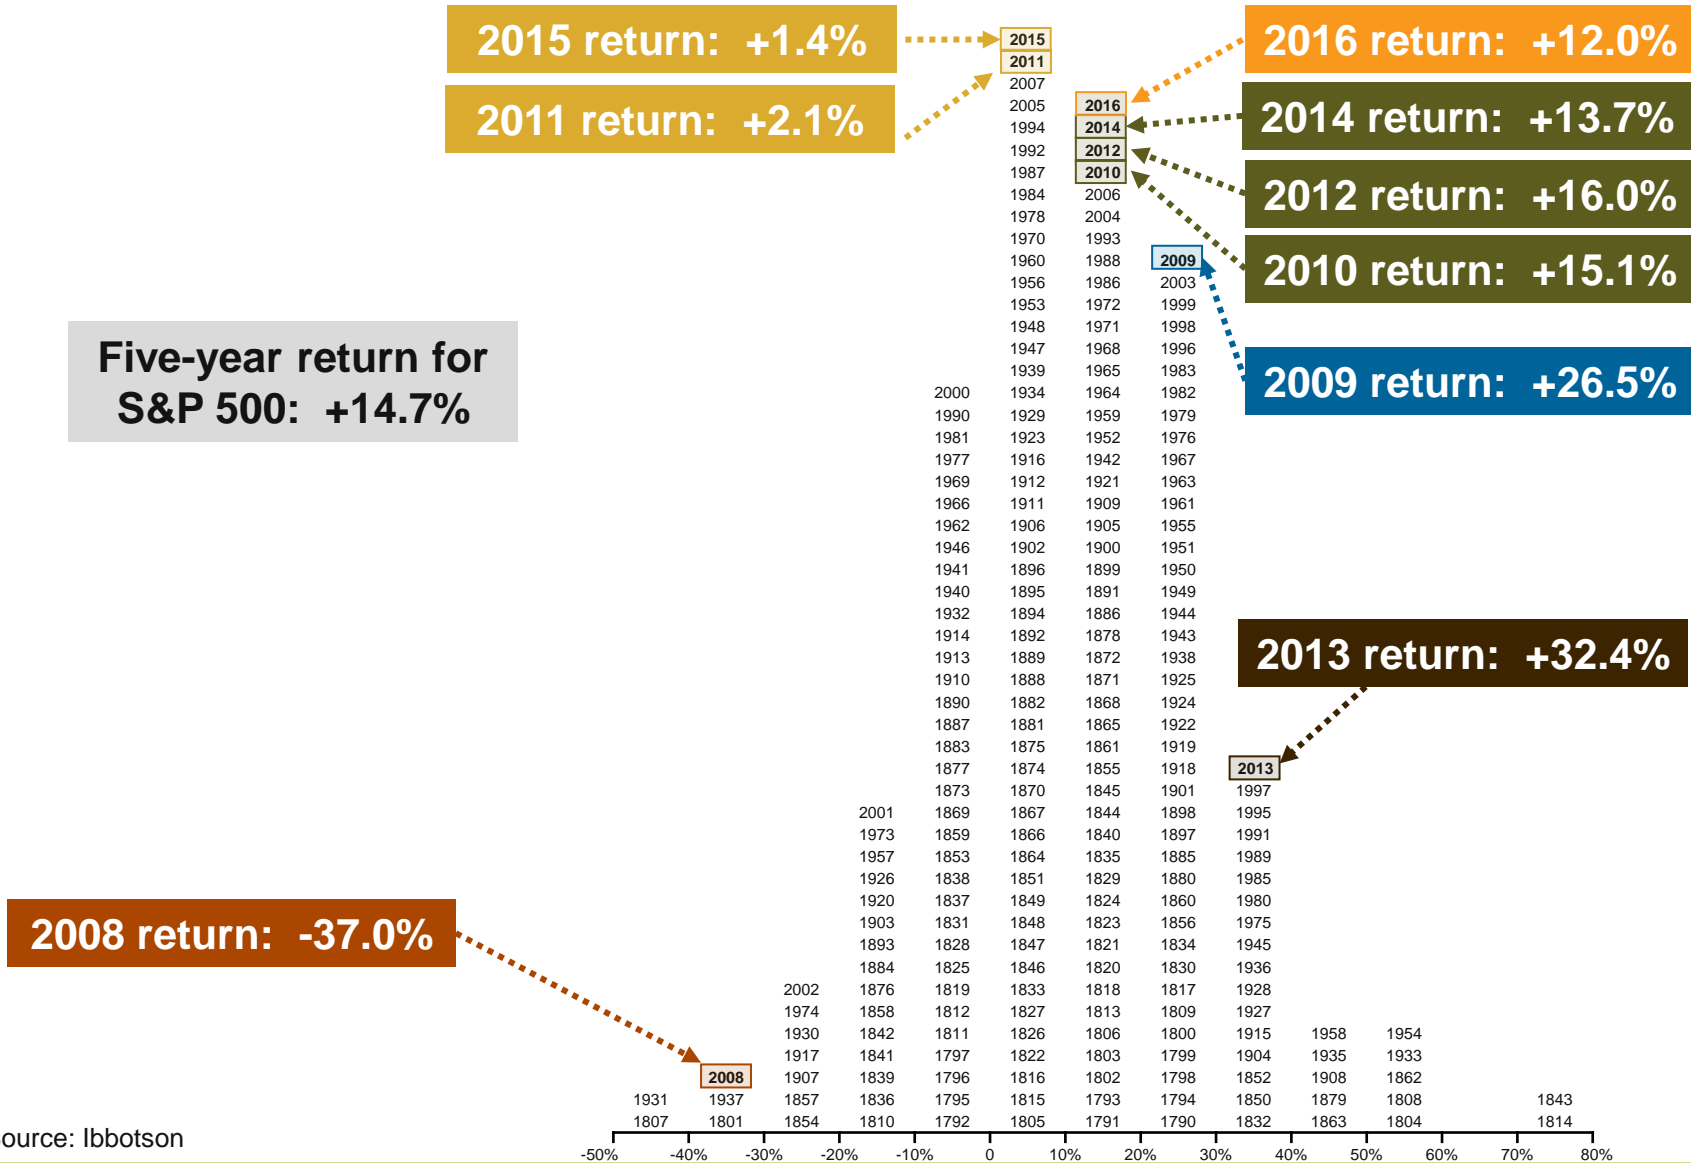 2015 return: +1.4%
2011 return: +2.1%
2016 return: +12.0%
2014 return: +13.7%
2012 return: +16.0%
2010 return: +15.1%
2009 return: +26.5%
2013 return: +32.4%
Five-year return for
S&P 500: +14.7%
2008 return: -37.0%
2015
2011
2007
2005 2016
1994 2014
1992 2012
1987 2010
1984 2006
1978 2004
1970 1993
1960 1988 2009
1956 1986 2003
1953 1972 1999
1948 1971 1998
1947 1968 1996
1939 1965 1983
2000 1934 1964 1982
1990 1929 1959 1979
1981 1923 1952 1976
1977 1916 1942 1967
1969 1912 1921 1963
1966 1911 1909 1961
1962 1906 1905 1955
1946 1902 1900 1951
1941 1896 1899 1950
1940 1895 1891 1949
1932 1894 1886 1944
1914 1892 1878 1943
1913 1889 1872 1938
1910 1888 1871 1925
1890 1882 1868 1924
1887 1881 1865 1922
1883 1875 1861 1919
1877 1874 1855 1918 2013
1873 1870 1845 1901 1997
2001 1869 1867 1844 1898 1995
1973 1859 1866 1840 1897 1991
1957 1853 1864 1835 1885 1989
1926 1838 1851 1829 1880 1985
1920 1837 1849 1824 1860 1980
1903 1831 1848 1823 1856 1975
1893 1828 1847 1821 1834 1945
1884 1825 1846 1820 1830 1936
2002 1876 1819 1833 1818 1817 1928
1974 1858 1812 1827 1813 1809 1927
1930 1842 1811 1826 1806 1800 1915 1958 1954
1917 1841 1797 1822 1803 1799 1904 1935 1933
2008 1907 1839 1796 1816 1802 1798 1852 1908 1862
1931 1937 1857 1836 1795 1815 1793 1794 1850 1879 1808 1843
1807 1801 1854 1810 1792 1805 1791 1790 1832 1863 1804 1814
-50% -40% -30% -20% -10% 0 10% 20% 30% 40% 50% 60% 70% 80%
Source: Ibbotson